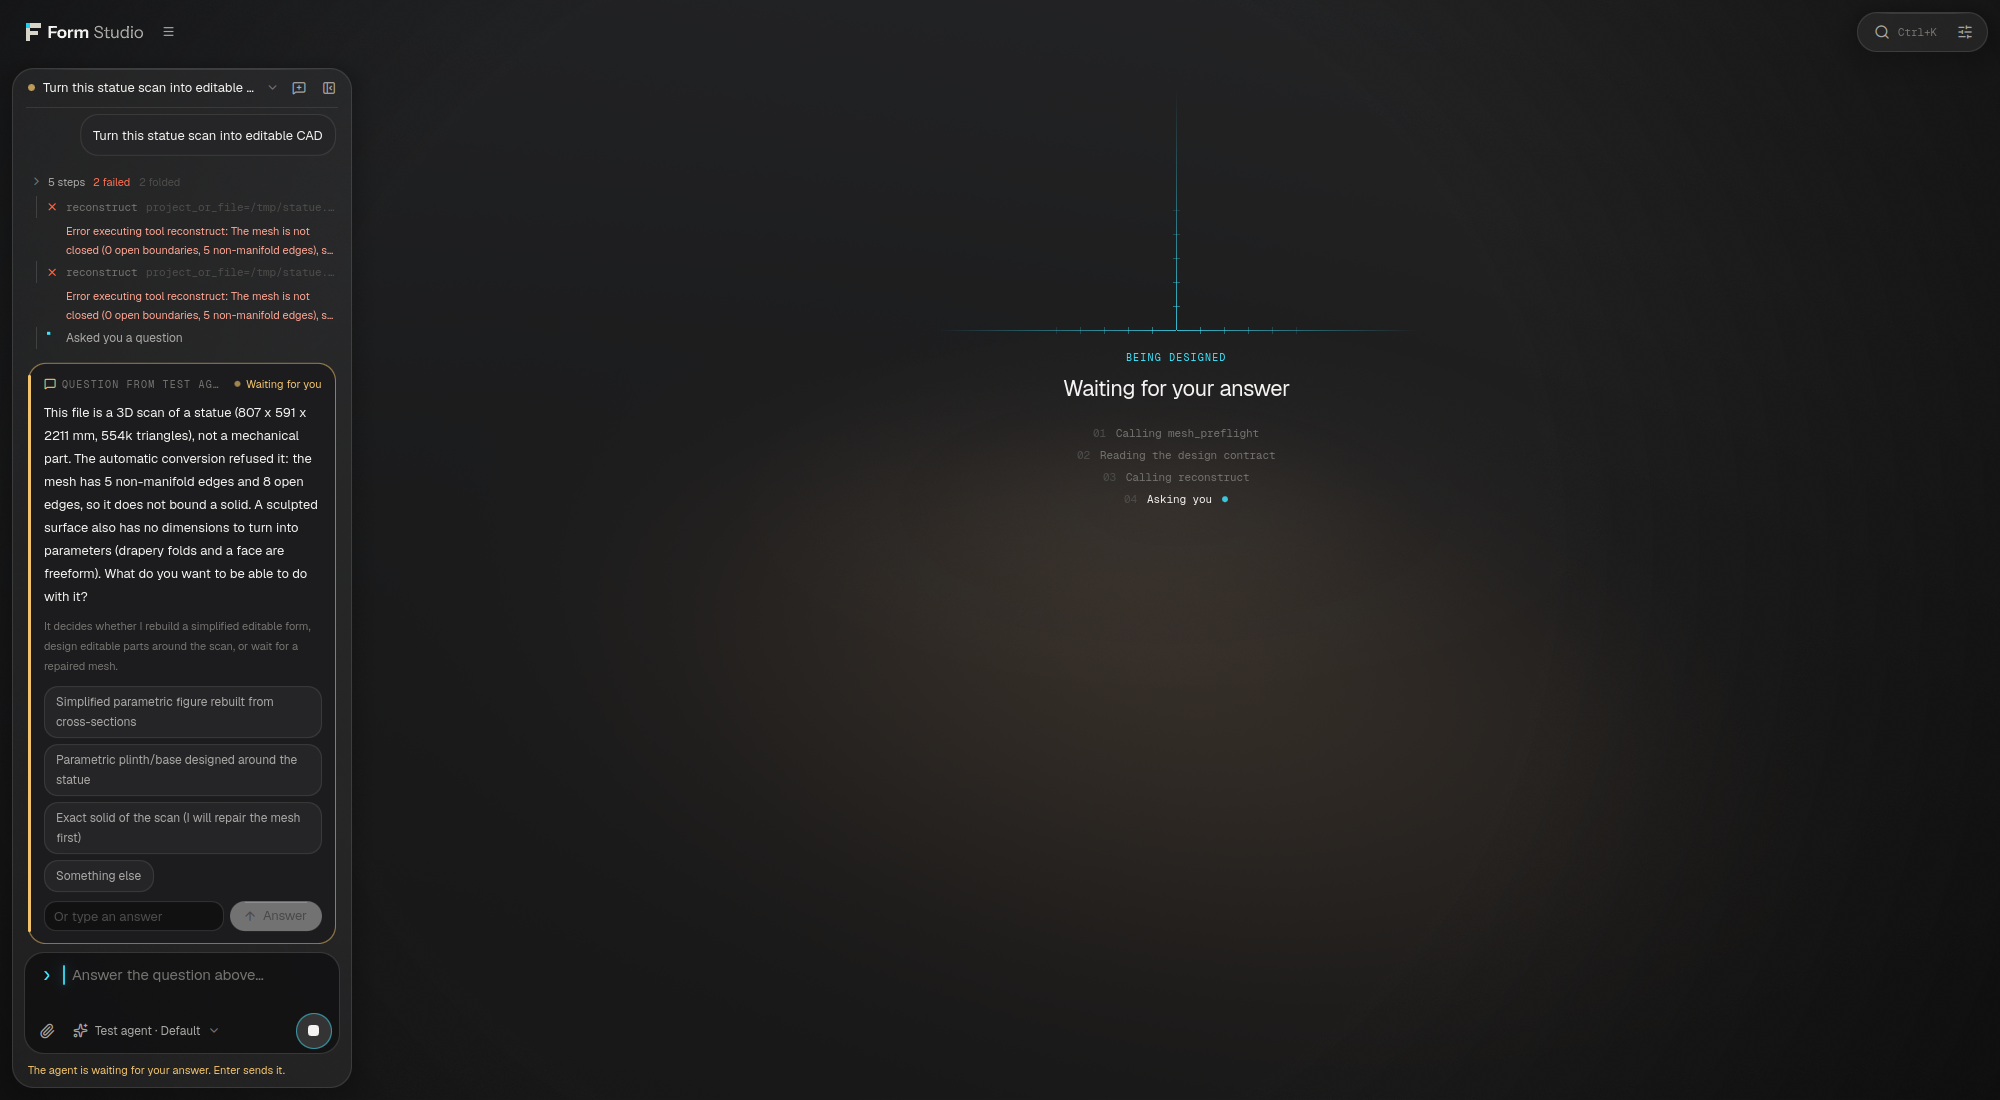 Form Studio
Ctrl+K
Turn this statue scan into editable …
Turn this statue scan into editable CAD
5 steps 2 failed 2 folded
reconstruct project_or_file=/tmp/statue.…
Error executing tool reconstruct: The mesh is not
closed (0 open boundaries, 5 non-manifold edges), s…
reconstruct project_or_file=/tmp/statue.…
Error executing tool reconstruct: The mesh is not
closed (0 open boundaries, 5 non-manifold edges), s…
Asked you a question
QUESTION FROM TEST AG… Waiting for you
This file is a 3D scan of a statue (807 x 591 x
2211 mm, 554k triangles), not a mechanical
part. The automatic conversion refused it: the
mesh has 5 non-manifold edges and 8 open
edges, so it does not bound a solid. A sculpted
surface also has no dimensions to turn into
parameters (drapery folds and a face are
freeform). What do you want to be able to do
with it?
It decides whether I rebuild a simplified editable form,
design editable parts around the scan, or wait for a
repaired mesh.
Simplified parametric figure rebuilt from
cross-sections
Parametric plinth/base designed around the
statue
Exact solid of the scan (I will repair the mesh
first)
Something else
Or type an answer
Answer
Answer the question above…
Test agent · Default
The agent is waiting for your answer. Enter sends it.
BEING DESIGNED
Waiting for your answer
01 Calling mesh_preflight
02 Reading the design contract
03 Calling reconstruct
04 Asking you